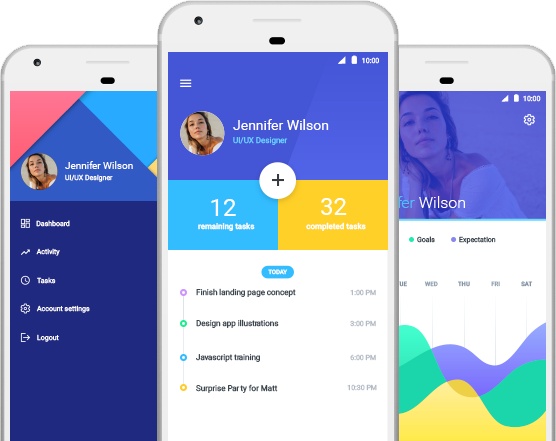 Jennifer Wilson
UI/UX Designer
Dashboard
Activity
Tasks
Account settings
Logout
10:00
Jennifer Wilson
UI/UX Designer
+
12
remaining tasks
32
completed tasks
TODAY
Finish landing page concept 1:00 PM
Design app illustrations 3:00 PM
Javascript training 6:00 PM
Surprise Party for Matt 10:30 PM
10:00
fer Wilson
Goals Expectation
UE WED THU FRI SAT